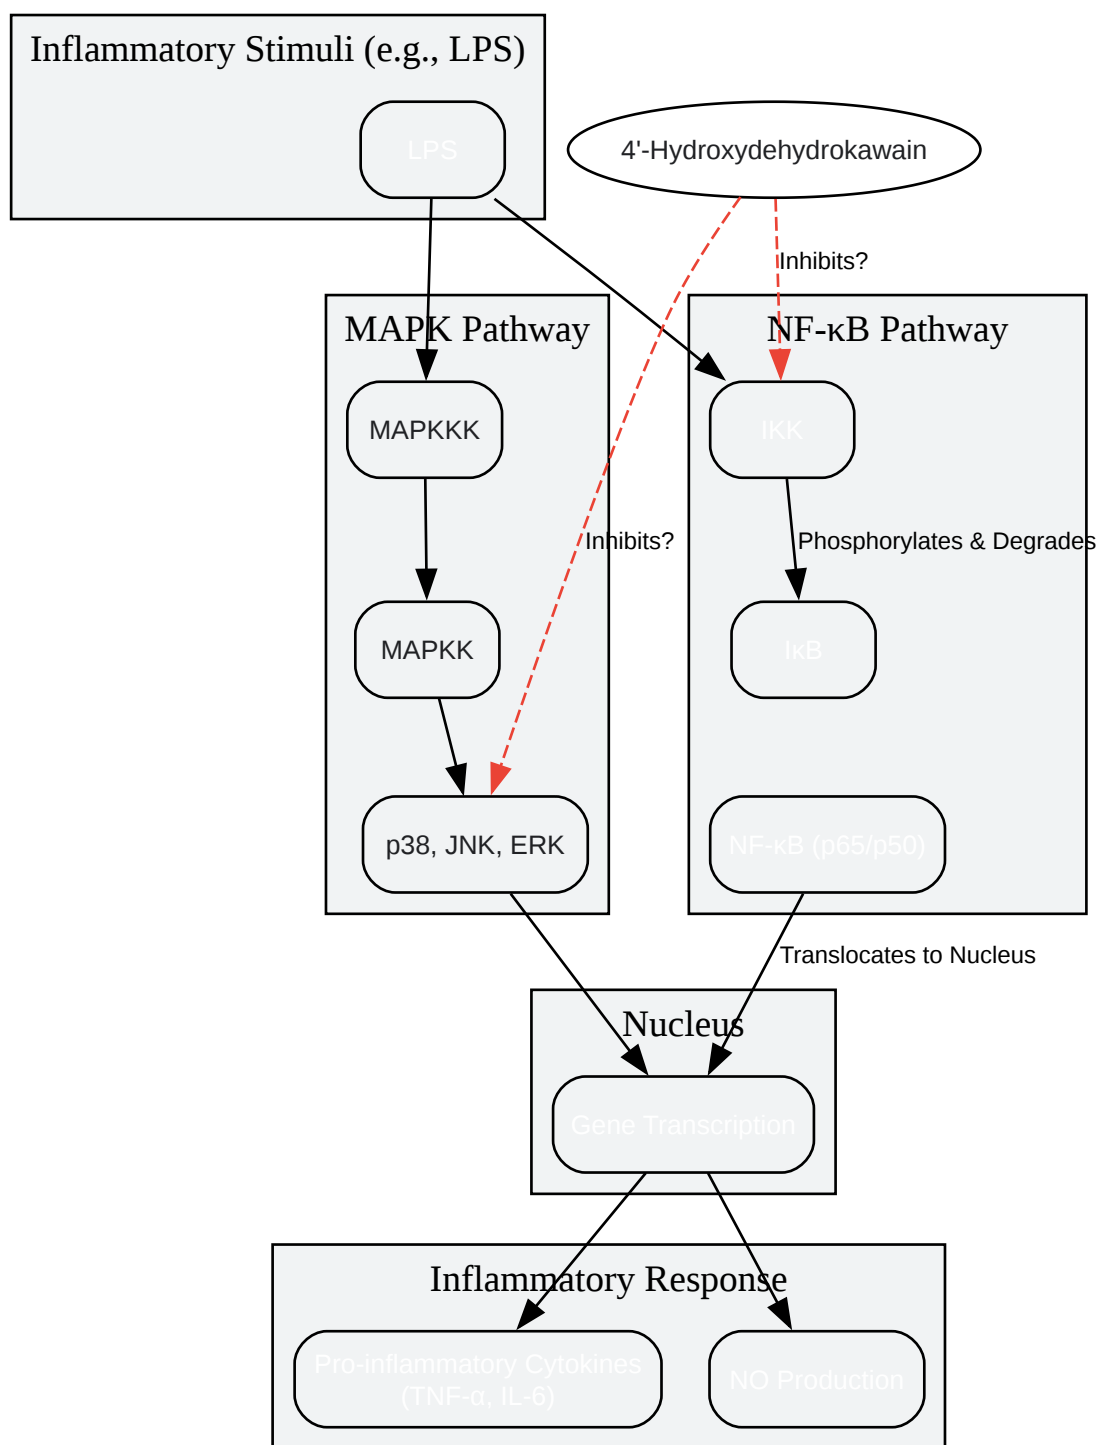 Inflammatory Stimuli (e.g., LPS)
LPS
4'-Hydroxydehydrokawain
Inhibits?
MAPK Pathway
NF-κB Pathway
MAPKKK
IKK
Inhibits?
Phosphorylates & Degrades
MAPKK
IκB
p38, JNK, ERK
NF-κB (p65/p50)
Translocates to Nucleus
Nucleus
Gene Transcription
Inflammatory Response
Pro-inflammatory Cytokines
(TNF-α, IL-6)
NO Production